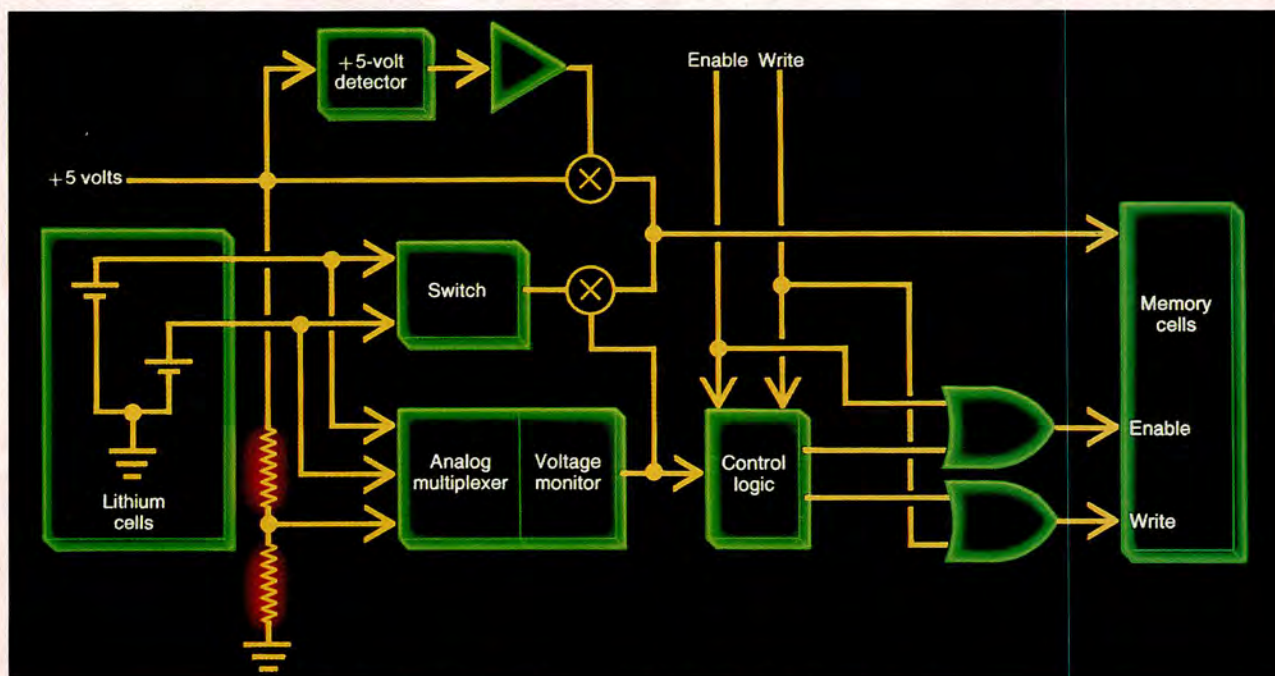 +5-volt
detector
Enable Write
+5 volts
Switch
Memory
cells
Analog
multiplexer
Voltage
monitor
Control
logic
Enable
Lithium
cells
Write